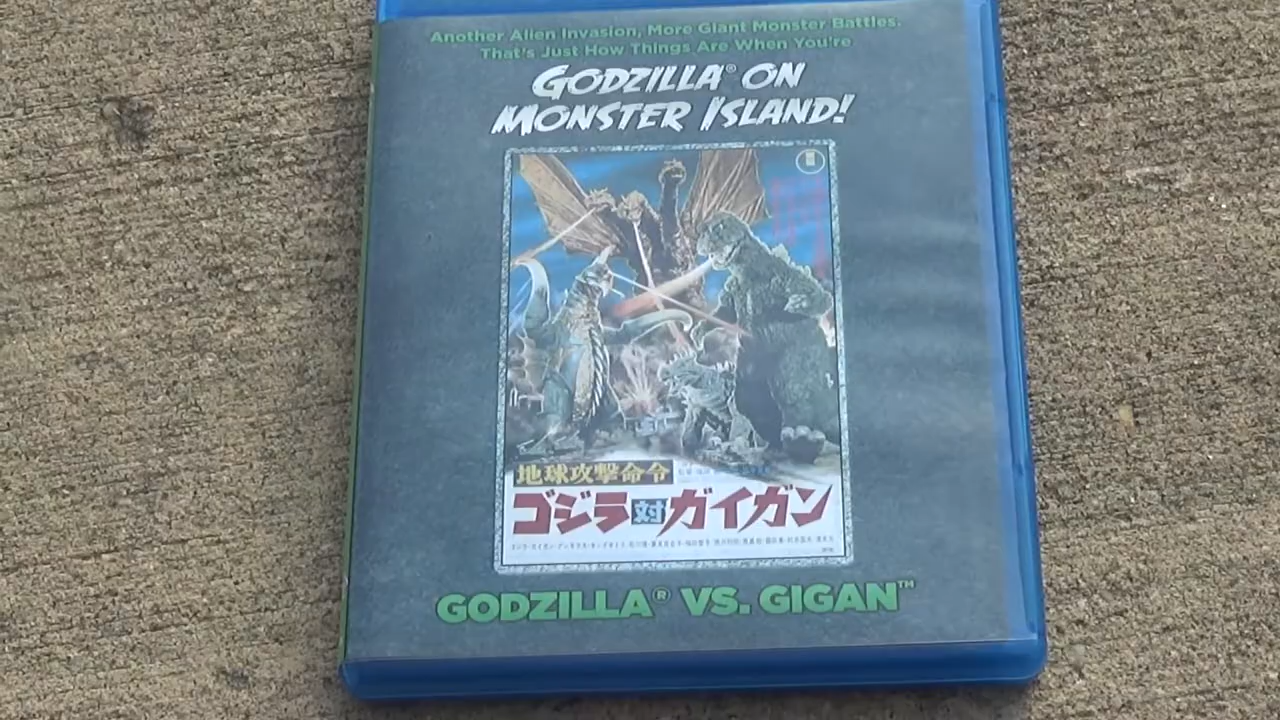 Another Alien Invasion, More Giant Monster Battles.
That's Just How Things Are When You're
GODZILLA® ON
MONSTER ISLAND!
地球攻撃命令
ゴジラ対ガイガン
GODZILLA® VS. GIGAN™